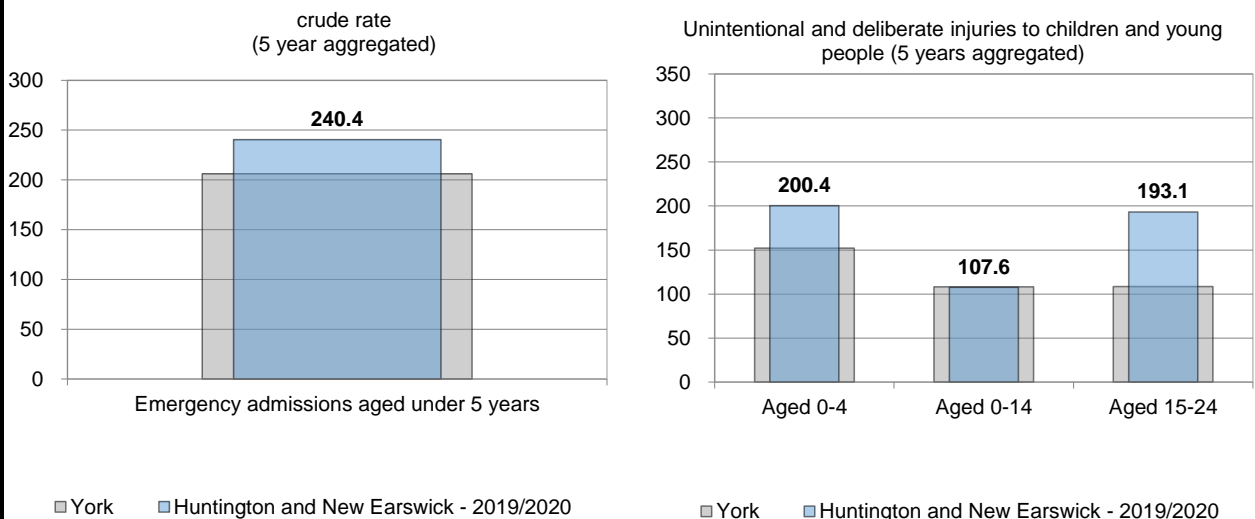 crude rate
(5 year aggregated)
300
250
200
150
100
50
0
240.4
Emergency admissions aged under 5 years
York
Huntington and New Earswick - 2019/2020
Unintentional and deliberate injuries to children and young
people (5 years aggregated)
350
300
250
200
150
100
50
0
200.4
107.6
193.1
Aged 0-4
Aged 0-14
Aged 15-24
York
Huntington and New Earswick - 2019/2020